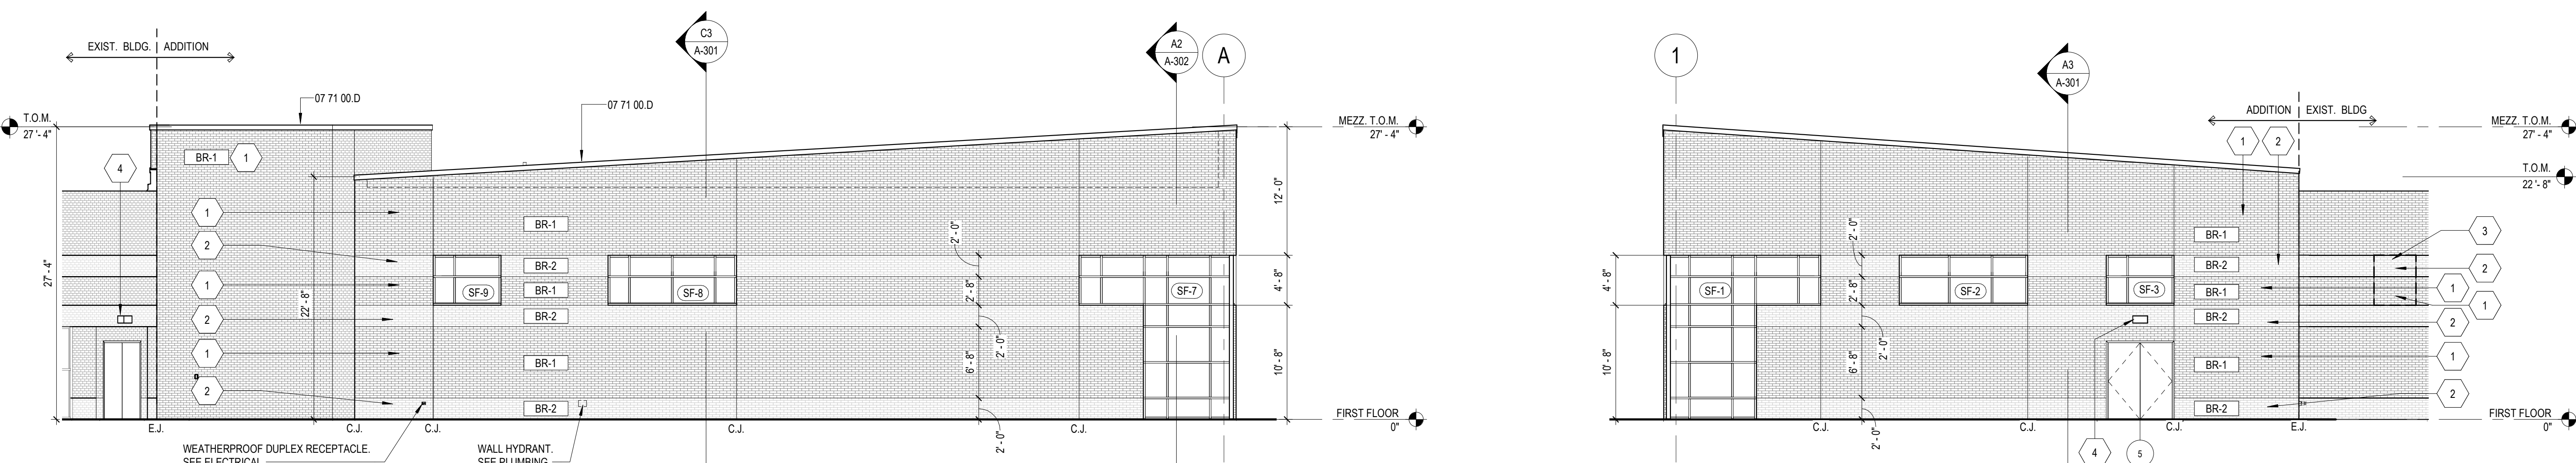 EXIST. BLDG. ADDITION
C3
A-301
A2
A-302
A
07 71 00.D
07 71 00.D
T.O.M.
27 '- 4"
MEZZ. T.O.M.
27' - 4"
BR-1
1
4
1
2
1
2
1
2
27' - 4"
22' - 8"
BR-1
BR-2
BR-1
BR-2
BR-1
BR-2
SF-9
SF-8
SF-7
2' - 0"
2' - 8"
2' - 0"
6' - 8"
2' - 0"
12' - 0"
4' - 8"
10' - 8"
FIRST FLOOR
0"
E.J.
C.J.
C.J.
C.J.
C.J.
WEATHERPROOF DUPLEX RECEPTACLE.
SEE ELECTRICAL
WALL HYDRANT.
SEE PLUMBING
1
A3
A-301
ADDITION EXIST. BLDG
MEZZ. T.O.M.
27' - 4"
T.O.M.
22 '- 8"
1
2
3
2
1
1
2
1
2
BR-1
BR-2
BR-1
BR-2
BR-1
BR-2
SF-1
SF-2
SF-3
2' - 0"
2' - 8"
2' - 0"
6' - 8"
2' - 0"
4' - 8"
10' - 8"
C.J.
C.J.
C.J.
E.J.
4
5
FIRST FLOOR
0"